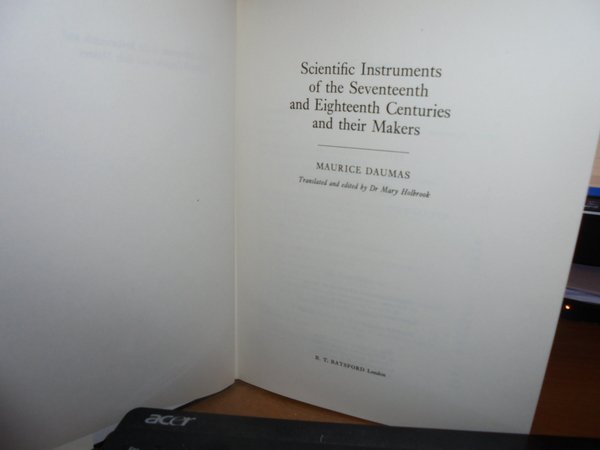 Scientific Instruments
of the Seventeenth
and Eighteenth Centuries
and their Makers
MAURICE DAUMAS
Translated and edited by Dr Mary Holbrook
B. T. BATSFORD London
acer